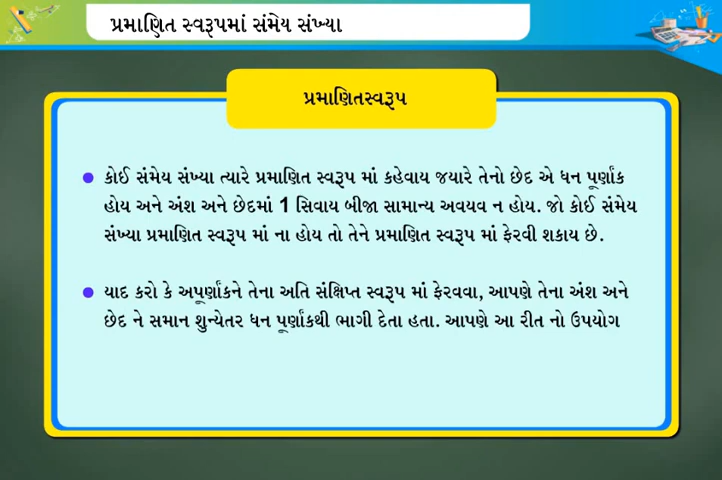 પ્રમાણિત સ્વરૂપમાં સંમેય સંખ્યા
પ્રમાણિતસ્વરૂપ
• કોઈ સંમેય સંખ્યા ત્યારે પ્રમાણિત સ્વરૂપ માં કહેવાય જયારે તેનો છેદ એ ધન પૂર્ણાંક
હોય અને અંશ અને છેદમાં 1 સિવાય બીજા સામાન્ય અવયવ ન હોય. જો કોઈ સંમેય
સંખ્યા પ્રમાણિત સ્વરૂપ માં ના હોય તો તેને પ્રમાણિત સ્વરૂપ માં ફેરવી શકાય છે.
• યાદ કરો કે અપૂર્ણાંકને તેના અતિ સંક્ષિપ્ત સ્વરૂપ માં ફેરવવા, આપણે તેના અંશ અને
છેદ ને સમાન શુન્યેતર ધન પૂર્ણાંકથી ભાગી દેતા હતા. આપણે આ રીત નો ઉપયોગ